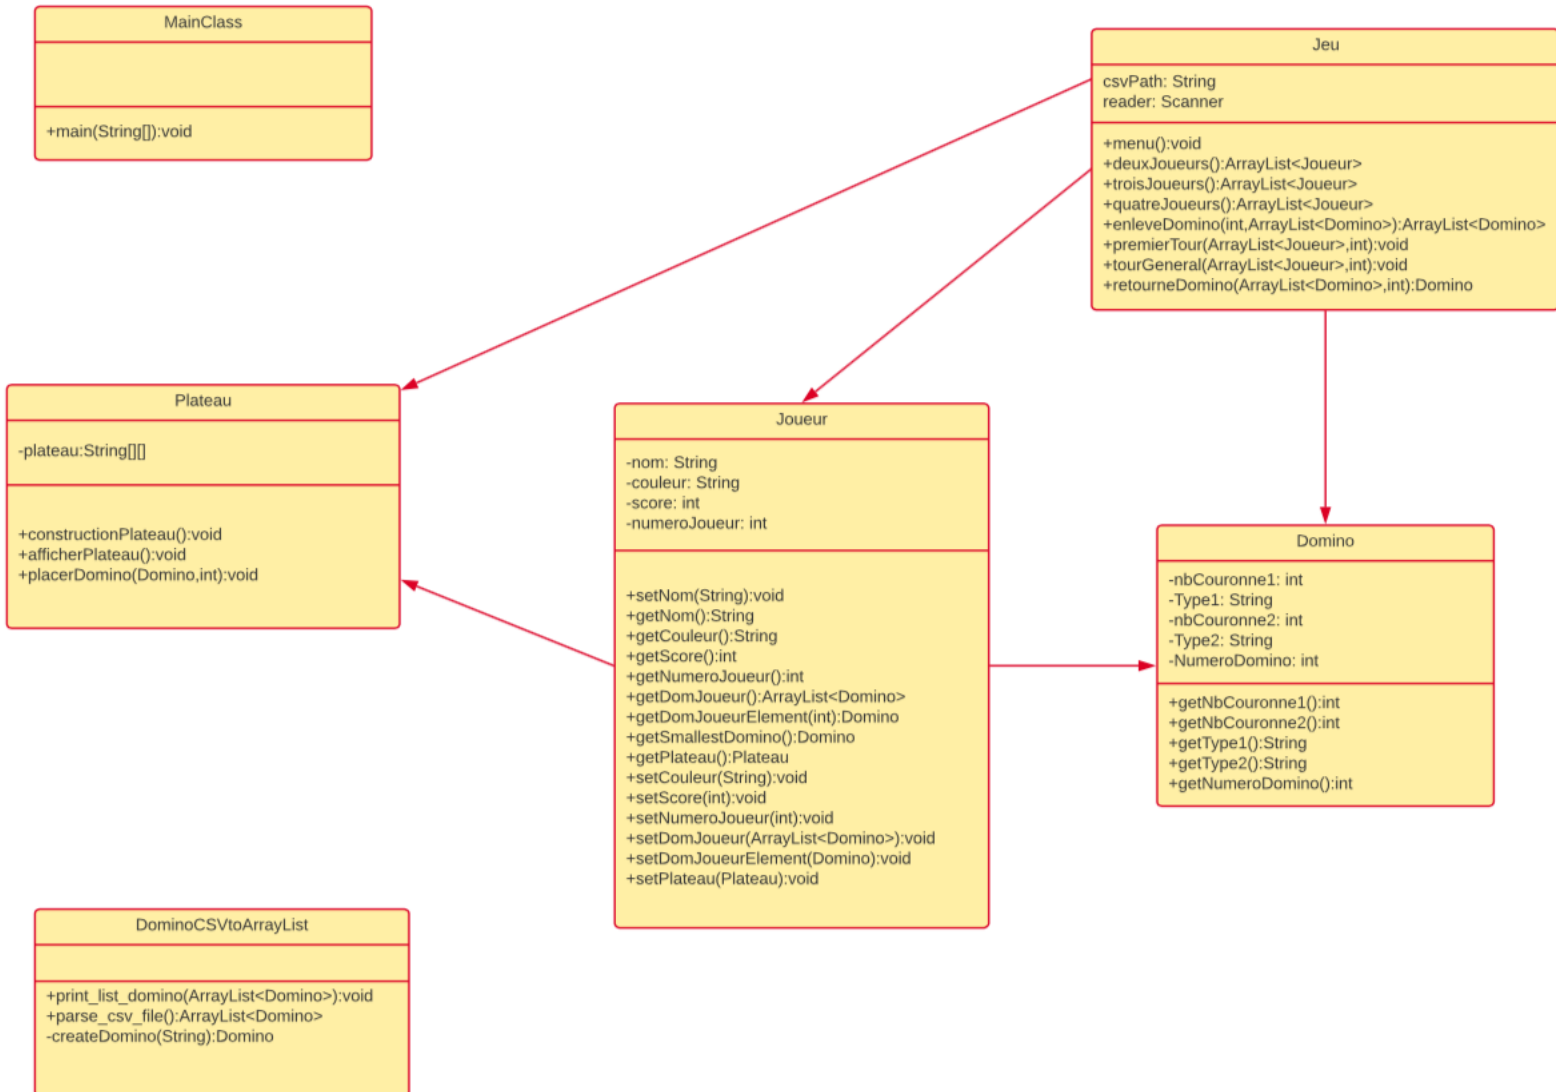 MainClass
+main(String[]):void
Jeu
csvPath: String
reader: Scanner
+menu():void
+deuxJoueurs():ArrayList<Joueur>
+troisJoueurs():ArrayList<Joueur>
+quatreJoueurs():ArrayList<Joueur>
+enleveDomino(int,ArrayList<Domino>):ArrayList<Domino>
+premierTour(ArrayList<Joueur>,int):void
+tourGeneral(ArrayList<Joueur>,int):void
+retourneDomino(ArrayList<Domino>,int):Domino
Plateau
-plateau:String[][]
+constructionPlateau():void
+afficherPlateau():void
+placerDomino(Domino,int):void
Joueur
-nom: String
-couleur: String
-score: int
-numeroJoueur: int
+setNom(String):void
+getNom():String
+getCouleur():String
+getScore():int
+getNumeroJoueur():int
+getDomJoueur():ArrayList<Domino>
+getDomJoueurElement(int):Domino
+getSmallestDomino():Domino
+getPlateau():Plateau
+setCouleur(String):void
+setScore(int):void
+setNumeroJoueur(int):void
+setDomJoueur(ArrayList<Domino>):void
+setDomJoueurElement(Domino):void
+setPlateau(Plateau):void
Domino
-nbCouronne1: int
-Type1: String
-nbCouronne2: int
-Type2: String
-NumeroDomino: int
+getNbCouronne1():int
+getNbCouronne2():int
+getType1():String
+getType2():String
+getNumeroDomino():int
DominoCSVtoArrayList
+print_list_domino(ArrayList<Domino>):void
+parse_csv_file():ArrayList<Domino>
-createDomino(String):Domino